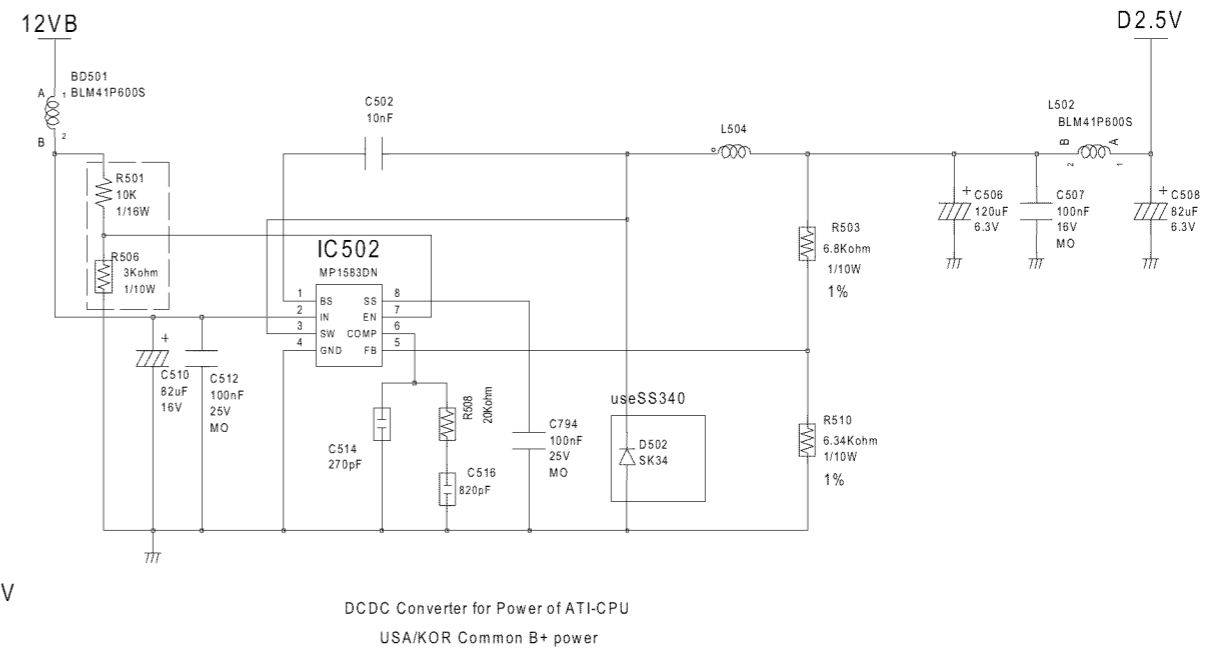 12VB
D2.5V
BD501
A 1 BLM41P600S
B 2
C502
10nF
L504
L502
BLM41P600S
B A
2 1
R501
10K
1/16W
R506
3Kohm
1/10W
IC502
MP1583DN
1 BS SS 8
2 IN EN 7
3 SW COMP 6
4 GND FB 5
R503
6.8Kohm
1/10W
1%
+ C506
120uF
6.3V
C507
100nF
16V
MO
+ C508
82uF
6.3V
+
C510
82uF
16V
C512
100nF
25V
MO
C514
270pF
R508
20Kohm
C516
820pF
C794
100nF
25V
MO
useSS340
D502
SK34
R510
6.34Kohm
1/10W
1%
V
DCDC Converter for Power of ATI-CPU
USA/KOR Common B+ power